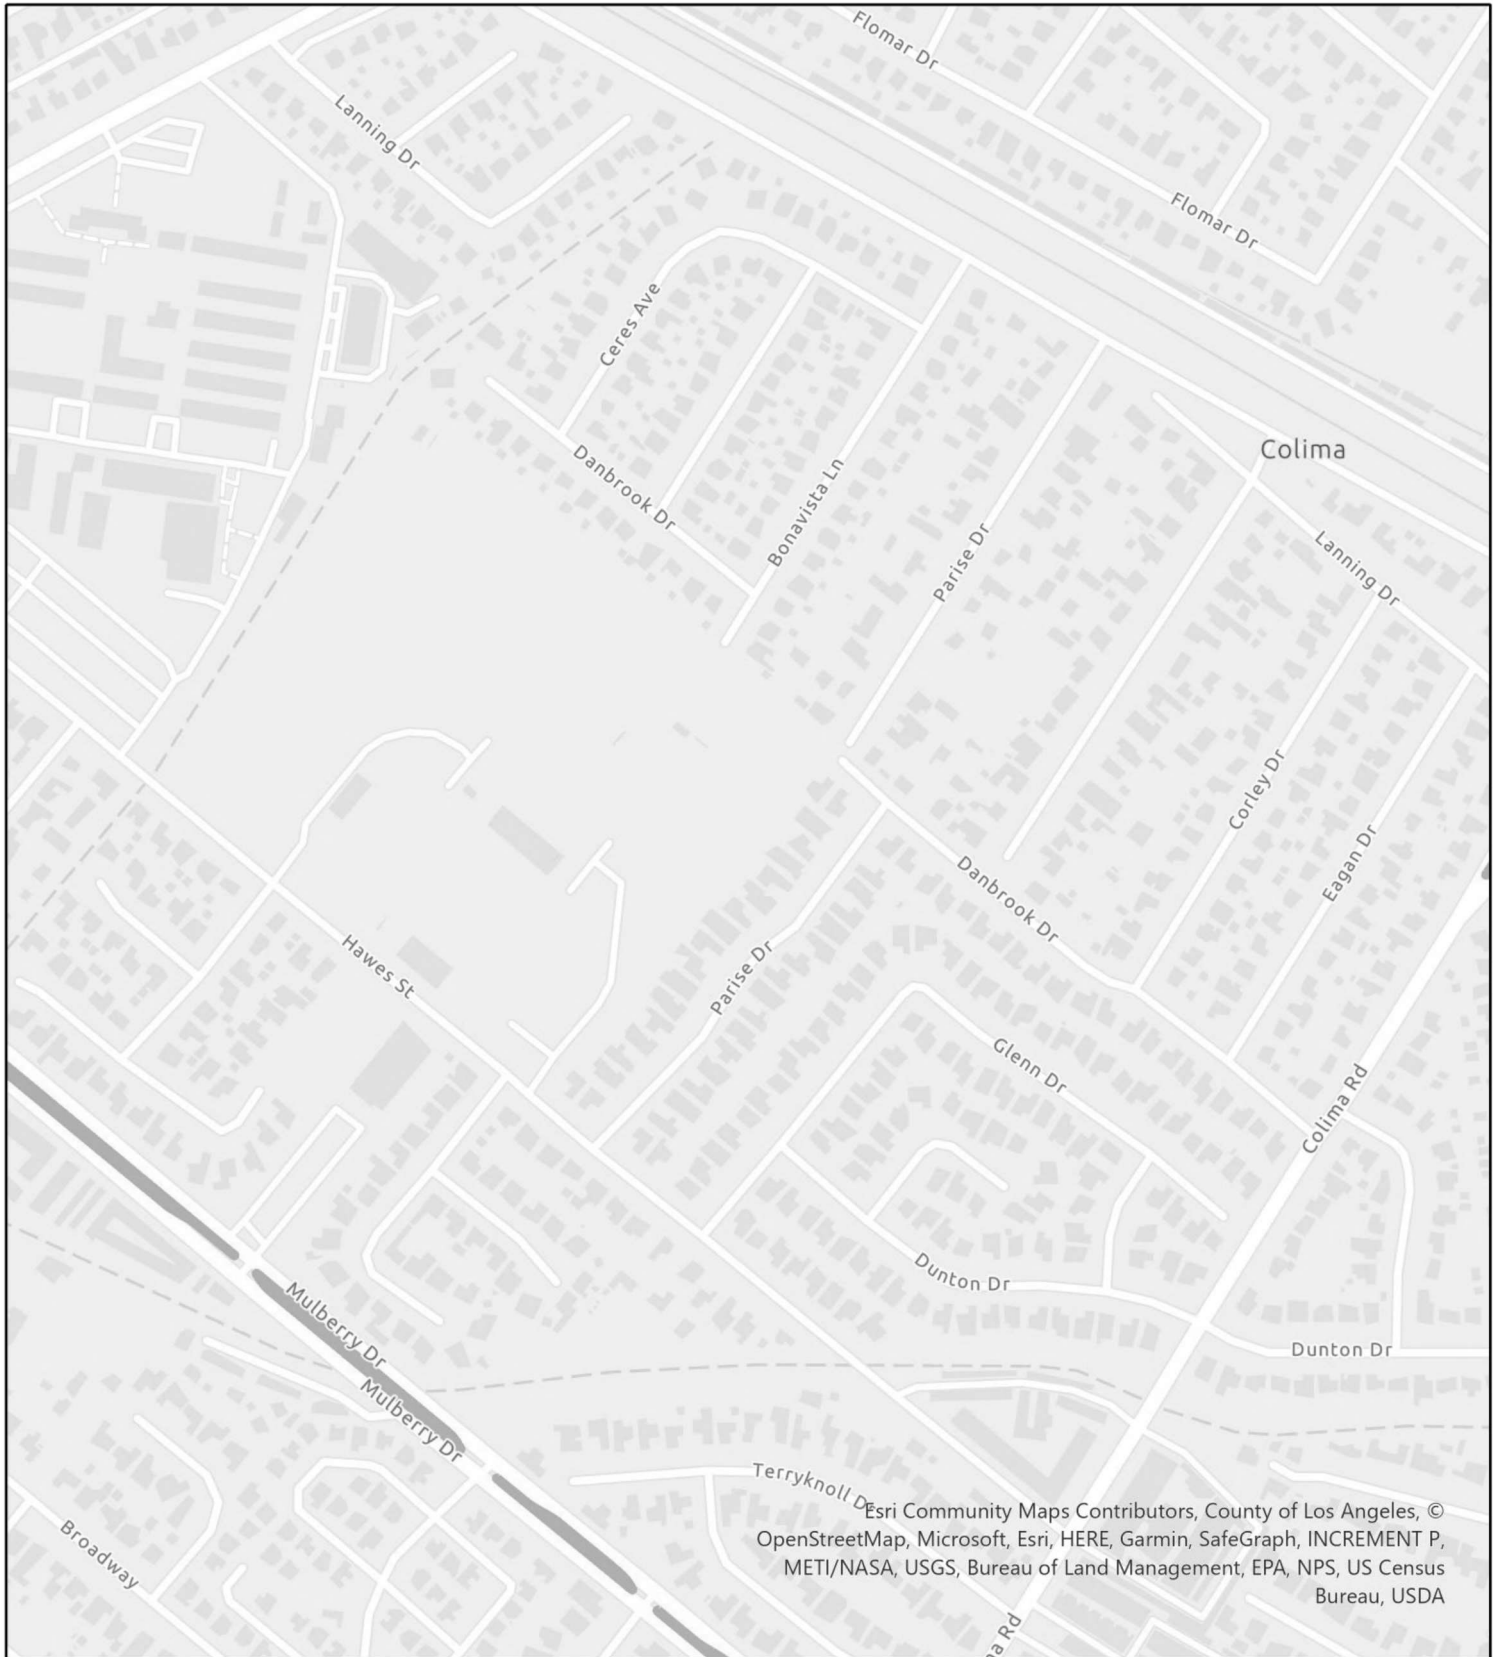 Flomar Dr
Lanning Dr
Flomar Dr
Ceres Ave
Colima
Danbrook Dr
Bonavista Ln
Parise Dr
Lanning Dr
Corley Dr
Eagan Dr
Danbrook Dr
Hawes St
Parise Dr
Glenn Dr
Colima Rd
Dunton Dr
Mulberry Dr
Dunton Dr
Mulberry Dr
Terryknoll Dr
Broadway
Esri Community Maps Contributors, County of Los Angeles, ©
OpenStreetMap, Microsoft, Esri, HERE, Garmin, SafeGraph, INCREMENT P,
METI/NASA, USGS, Bureau of Land Management, EPA, NPS, US Census
Bureau, USDA
a Rd